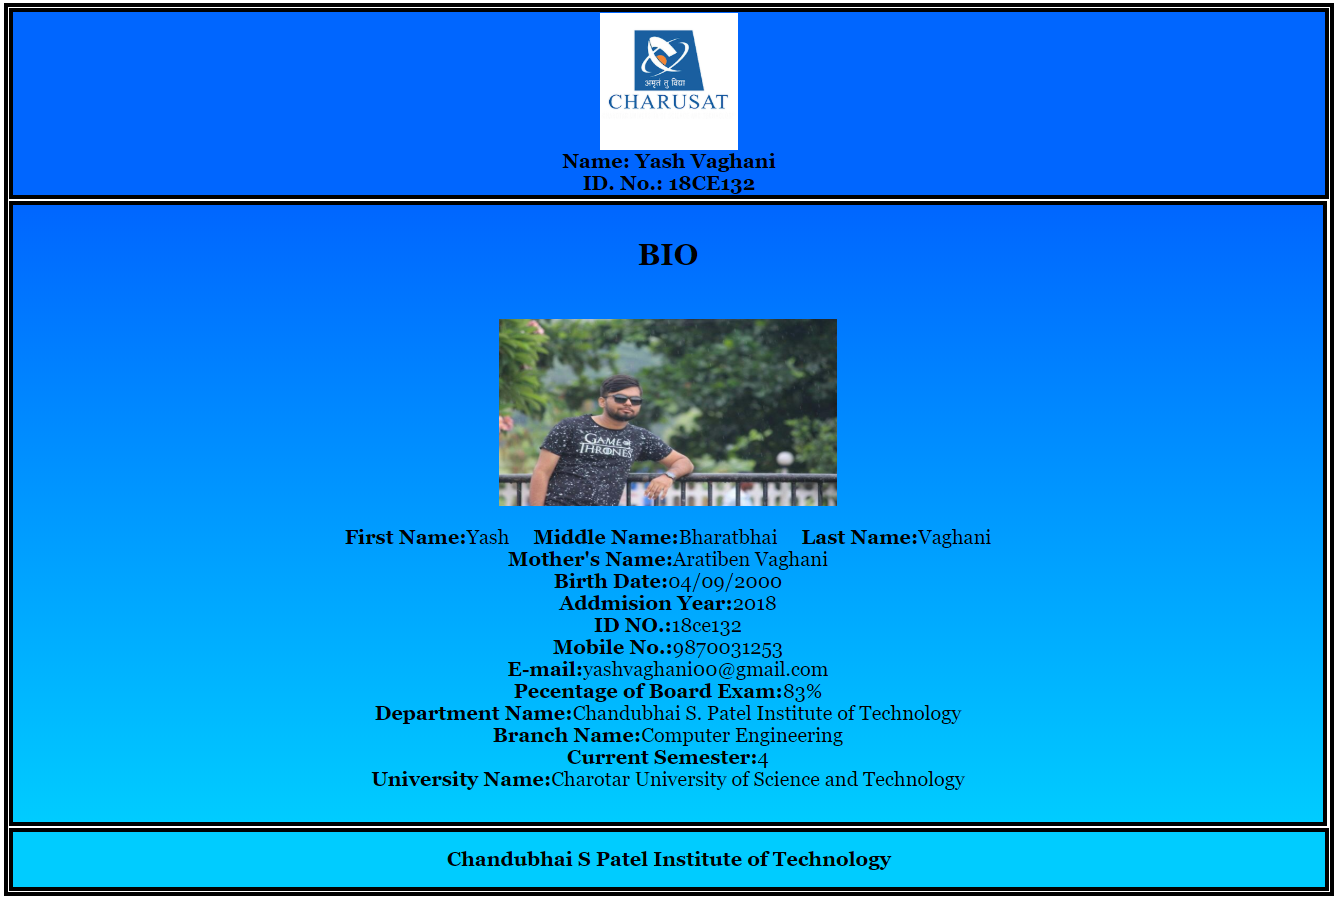 अमृतं तु विद्या
CHARUSAT
Name: Yash Vaghani
ID. No.: 18CE132
BIO
GAME OF
THRONES
First Name:Yash Middle Name:Bharatbhai Last Name:Vaghani
Mother's Name:Aratiben Vaghani
Birth Date:04/09/2000
Addmision Year:2018
ID NO.:18ce132
Mobile No.:9870031253
E-mail:yashvaghani00@gmail.com
Pecentage of Board Exam:83%
Department Name:Chandubhai S. Patel Institute of Technology
Branch Name:Computer Engineering
Current Semester:4
University Name:Charotar University of Science and Technology
Chandubhai S Patel Institute of Technology